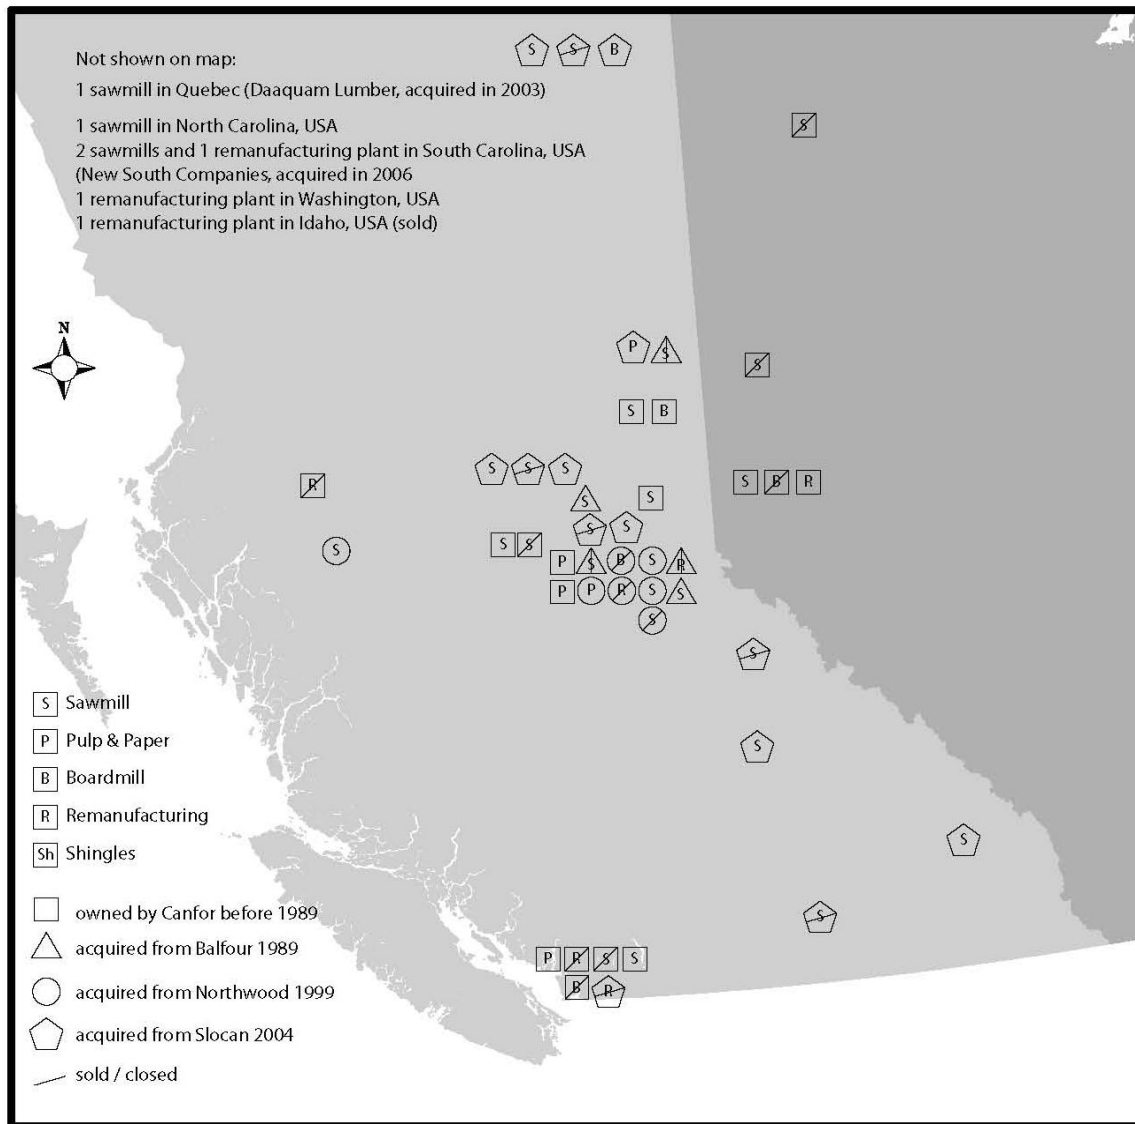 S S B
Not shown on map:
1 sawmill in Quebec (Daaquam Lumber, acquired in 2003)
S
1 sawmill in North Carolina, USA
2 sawmills and 1 remanufacturing plant in South Carolina, USA
(New South Companies, acquired in 2006
1 remanufacturing plant in Washington, USA
1 remanufacturing plant in Idaho, USA (sold)
N
P S
S
S B
S S S
R
S B R
S S
S S
S S
S
P S B S R
P P R S S
S
S
S Sawmill
P Pulp & Paper
S
B Boardmill
R Remanufacturing
S
Sh Shingles
owned by Canfor before 1989
S
acquired from Balfour 1989
P R S S
acquired from Northwood 1999
B R
acquired from Slocan 2004
sold / closed